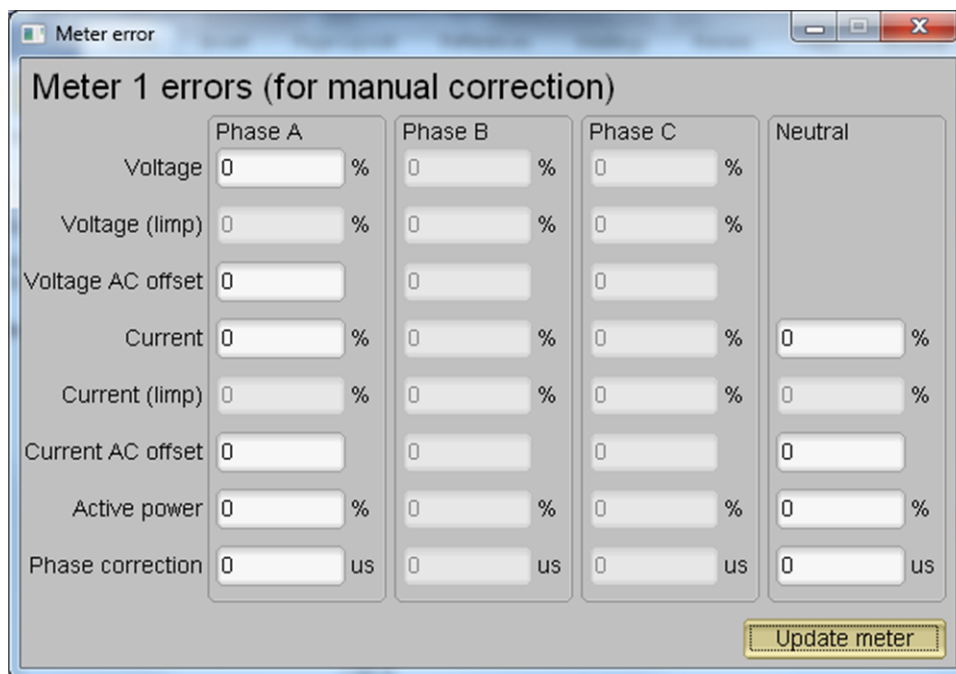 Meter error
Meter 1 errors (for manual correction)
Phase A Phase B Phase C Neutral
Voltage 0 % 0 % 0 %
Voltage (limp) 0 % 0 % 0 %
Voltage AC offset 0 0 0
Current 0 % 0 % 0 % 0 %
Current (limp) 0 % 0 % 0 % 0 %
Current AC offset 0 0 0 0
Active power 0 % 0 % 0 % 0 %
Phase correction 0 us 0 us 0 us 0 us
Update meter